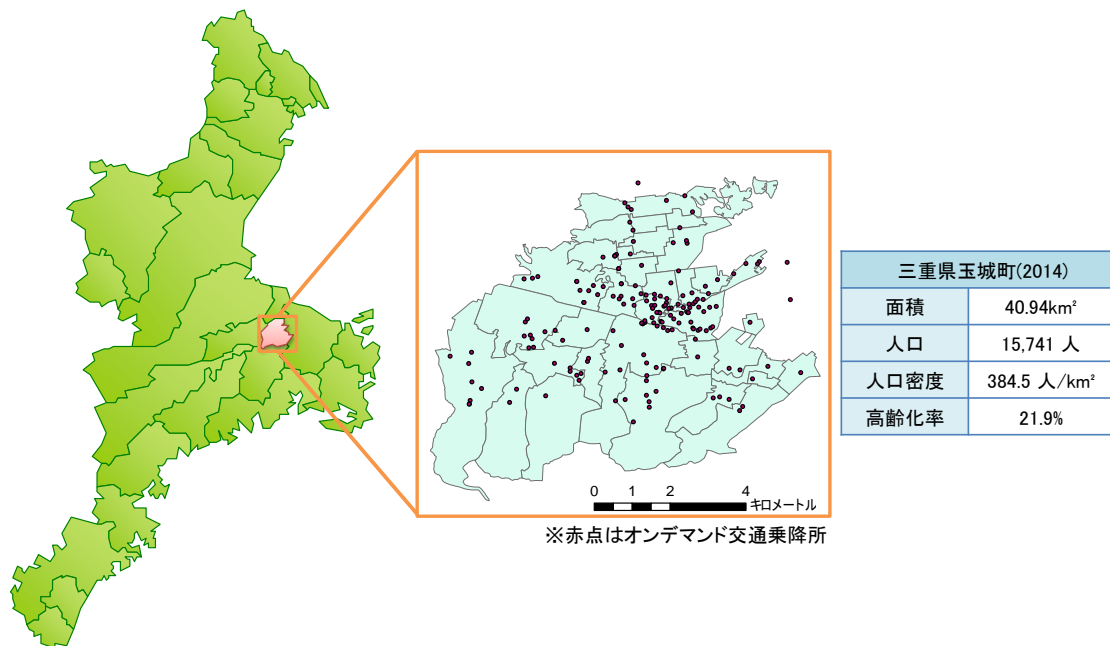 三重県玉城町(2014)
面積 40.94km²
人口 15,741 人
人口密度 384.5 人/km²
高齢化率 21.9%
0 1 2 4
キロメートル
※赤点はオンデマンド交通乗降所